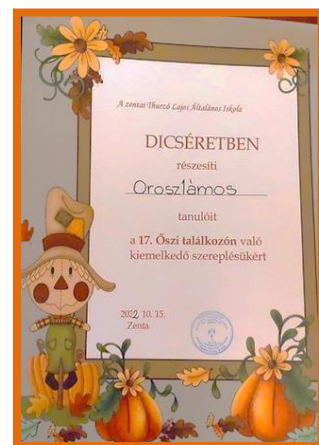 A zentai Thurzó Lajos Általános Iskola
DICSÉRETBEN
részesíti
Oroszlámos
tanulóit
a 17. Őszi találkozón való
kiemelkedő szereplésükért
2022. 10. 15.
Zenta